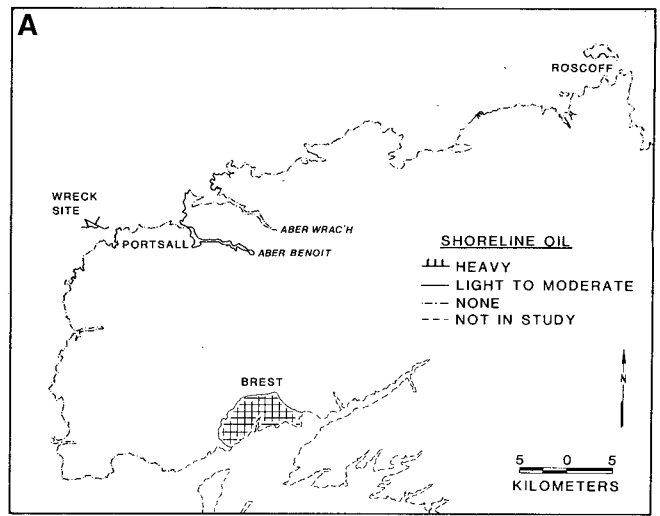 A
ROSCOFF
WRECK
SITE
PORTSALL
ABER WRAC'H
ABER BENOIT
SHORELINE OIL
HEAVY
LIGHT TO MODERATE
NONE
NOT IN STUDY
BREST
N
5 0 5
KILOMETERS